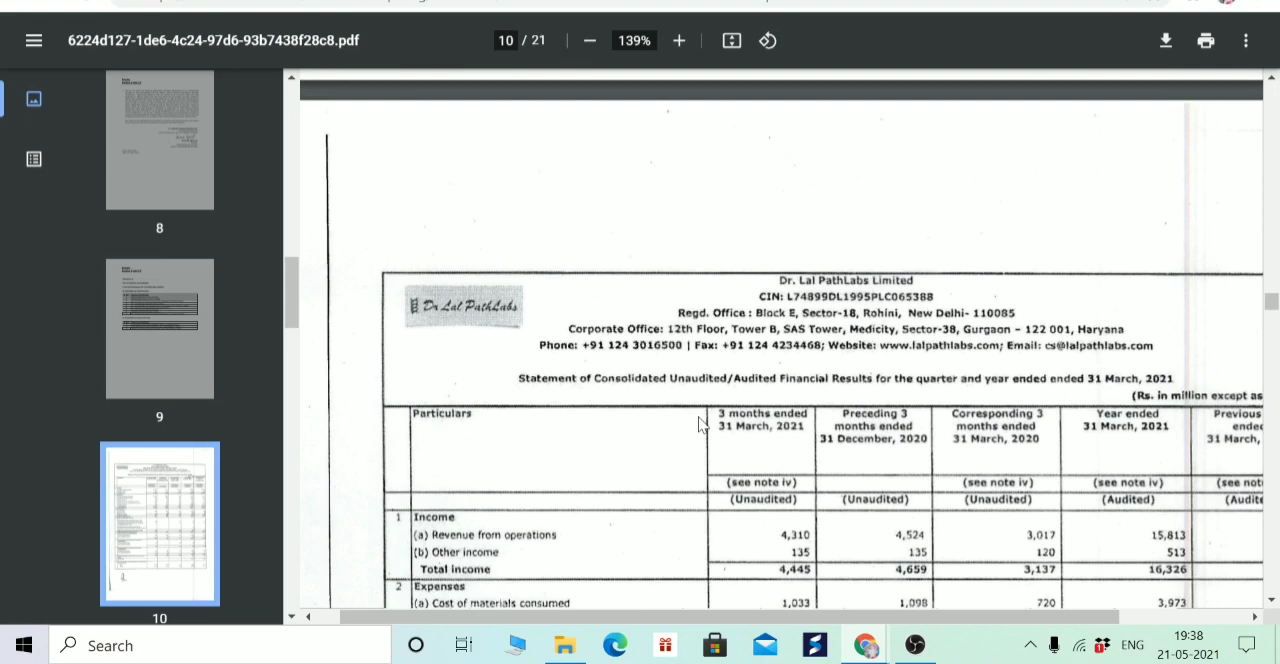 6224d127-1de6-4c24-97d6-93b7438f28c8.pdf
10 / 21
139%
8
9
10
Dr Lal PathLabs
Dr. Lal PathLabs Limited
CIN: L74899DL1995PLC065388
Regd. Office : Block E, Sector-18, Rohini, New Delhi- 110085
Corporate Office: 12th Floor, Tower B, SAS Tower, Medicity, Sector-38, Gurgaon - 122 001, Haryana
Phone: +91 124 3016500 | Fax: +91 124 4234468; Website: www.lalpathlabs.com; Email: cs@lalpathlabs.com
Statement of Consolidated Unaudited/Audited Financial Results for the quarter and year ended ended 31 March, 2021
(Rs. in million except as
Particulars 3 months ended Preceding 3 Corresponding 3 Year ended Previous
31 March, 2021 months ended months ended 31 March, 2021 ended
31 December, 2020 31 March, 2020 31 March,
(see note iv) (see note iv) (see note iv) (see not
(Unaudited) (Unaudited) (Unaudited) (Audited) (Audite
1 Income
(a) Revenue from operations 4,310 4,524 3,017 15,813
(b) Other income 135 135 120 513
Total income 4,445 4,659 3,137 16,326
2 Expenses
(a) Cost of materials consumed 1,033 1,098 720 3,973
Search
ENG
19:38
21-05-2021